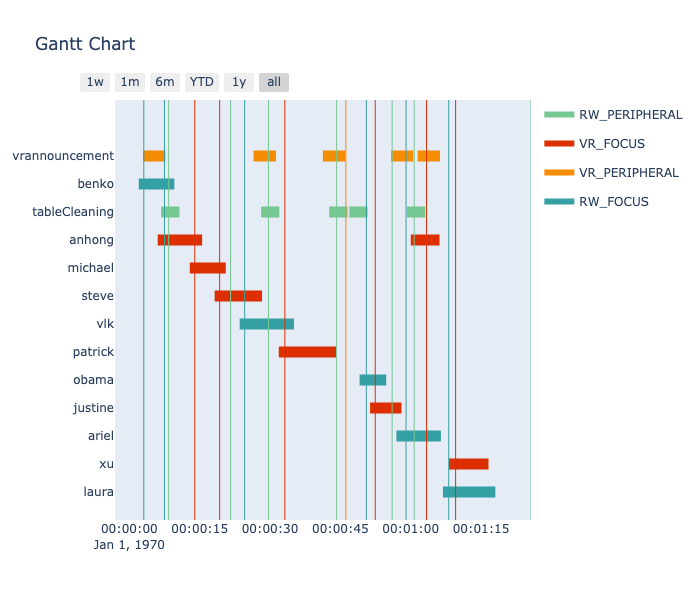 Gantt Chart
1w 1m 6m YTD 1y all
RW_PERIPHERAL
VR_FOCUS
VR_PERIPHERAL
RW_FOCUS
vrannouncement
benko
tableCleaning
anhong
michael
steve
vlk
patrick
obama
justine
ariel
xu
laura
00:00:00 00:00:15 00:00:30 00:00:45 00:01:00 00:01:15
Jan 1, 1970